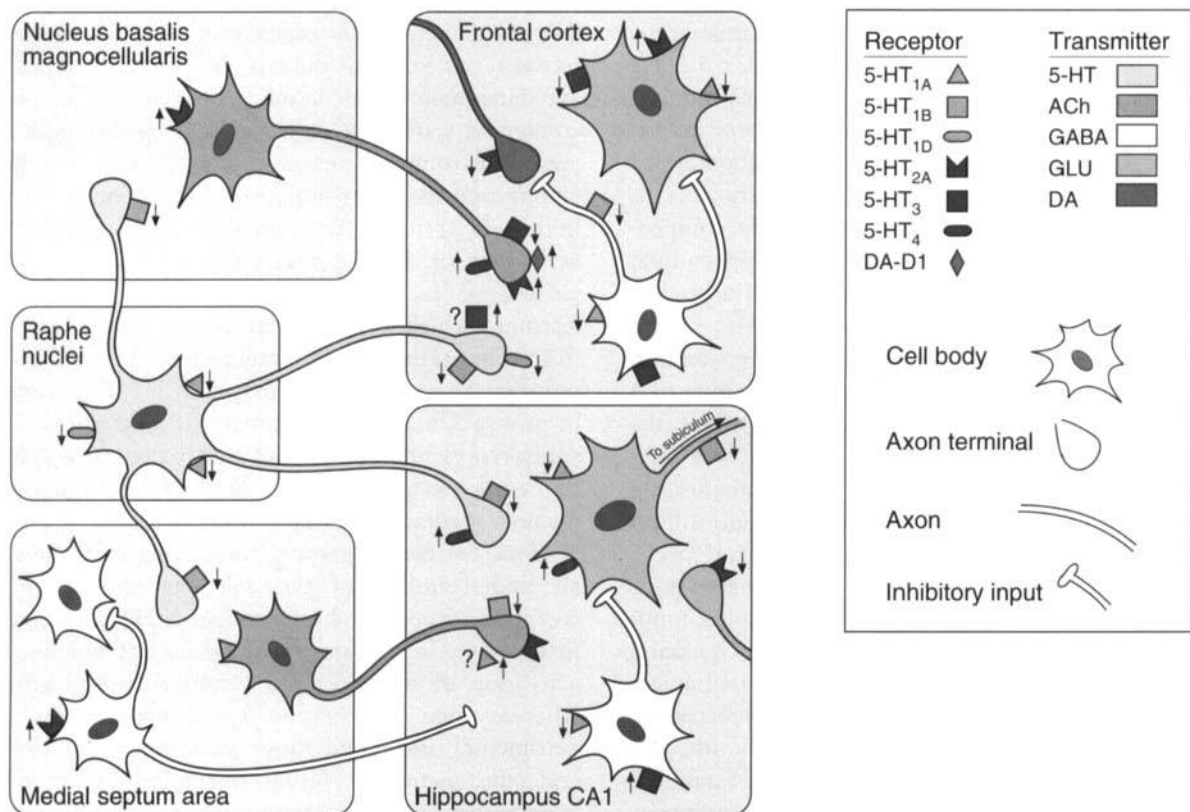 Nucleus basalis
magnocellularis
Frontal cortex
Raphe
nuclei
?
To subiculum
?
Medial septum area
Hippocampus CA1
Receptor
5-HT1A
5-HT1B
5-HT1D
5-HT2A
5-HT3
5-HT4
DA-D1
Transmitter
5-HT
ACh
GABA
GLU
DA
Cell body
Axon terminal
Axon
Inhibitory input